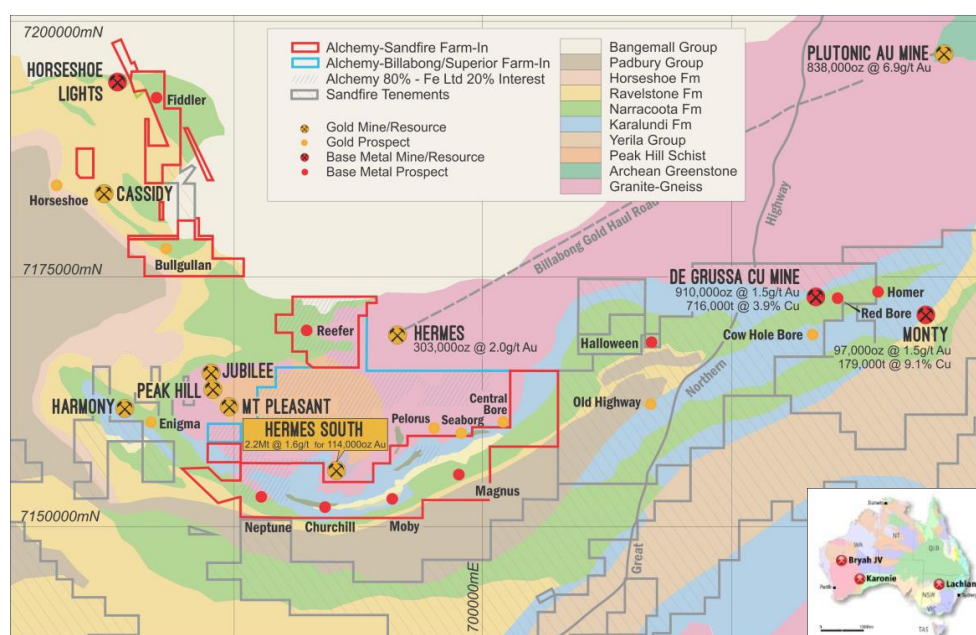 7200000mN
HORSESHOE
LIGHTS
Fiddler
Horseshoe
CASSIDY
Bullgullan
Alchemy-Sandfire Farm-In
Alchemy-Billabong/Superior Farm-In
Alchemy 80% - Fe Ltd 20% Interest
Sandfire Tenements
Gold Mine/Resource
Gold Prospect
Base Metal Mine/Resource
Base Metal Prospect
Bangemall Group
Padbury Group
Horseshoe Fm
Ravelstone Fm
Narracoota Fm
Karalundi Fm
Yerila Group
Peak Hill Schist
Archean Greenstone
Granite-Gneiss
PLUTONIC AU MINE
838,000oz @ 6.9g/t Au
Highway
Billabong Gold Haul Road
7175000mN
DE GRUSSA CU MINE
910,000oz @ 1.5g/t Au
716,000t @ 3.9% Cu
Homer
Red Bore
MONTY
97,000oz @ 1.5g/t Au
179,000t @ 9.1% Cu
Cow Hole Bore
Reefer
HERMES
303,000oz @ 2.0g/t Au
Halloween
Northern
Old Highway
JUBILEE
PEAK HILL
MT PLEASANT
HARMONY
Enigma
HERMES SOUTH
2.2Mt @ 1.6g/t for 114,000oz Au
Pelorus
Seaborg
Central
Bore
Magnus
Neptune
Churchill
Moby
7150000mN
700000mE
Great
Darwin
WA
NT
QLD
Bryah JV
Karonie
Lachlan
Perth
NSW
VIC
Sydney
TAS